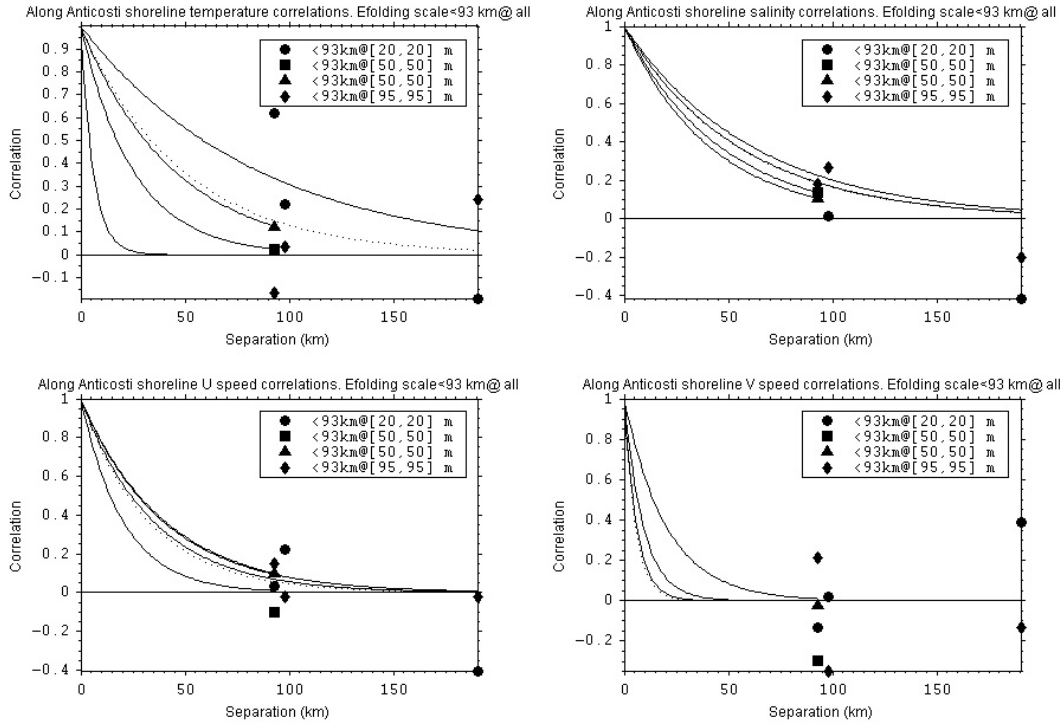 Along Anticosti shoreline temperature correlations. Efolding scale<93 km@ all
0.9
0.8
0.7
0.6
0.5
0.4
0.3
0.2
0.1
0
−0.1
Correlation
<93km@[20,20] m
<93km@[50,50] m
<93km@[50,50] m
<93km@[95,95] m
0 50 100 150
Separation (km)
Along Anticosti shoreline salinity correlations. Efolding scale<93 km@ all
1
0.8
0.6
0.4
0.2
0
−0.2
−0.4
Correlation
<93km@[20,20] m
<93km@[50,50] m
<93km@[50,50] m
<93km@[95,95] m
0 50 100 150
Separation (km)
Along Anticosti shoreline U speed correlations. Efolding scale<93 km@ all
1
0.8
0.6
0.4
0.2
0
−0.2
−0.4
Correlation
<93km@[20,20] m
<93km@[50,50] m
<93km@[50,50] m
<93km@[95,95] m
0 50 100 150
Separation (km)
Along Anticosti shoreline V speed correlations. Efolding scale<93 km@ all
1
0.8
0.6
0.4
0.2
0
−0.2
Correlation
<93km@[20,20] m
<93km@[50,50] m
<93km@[50,50] m
<93km@[95,95] m
0 50 100 150
Separation (km)